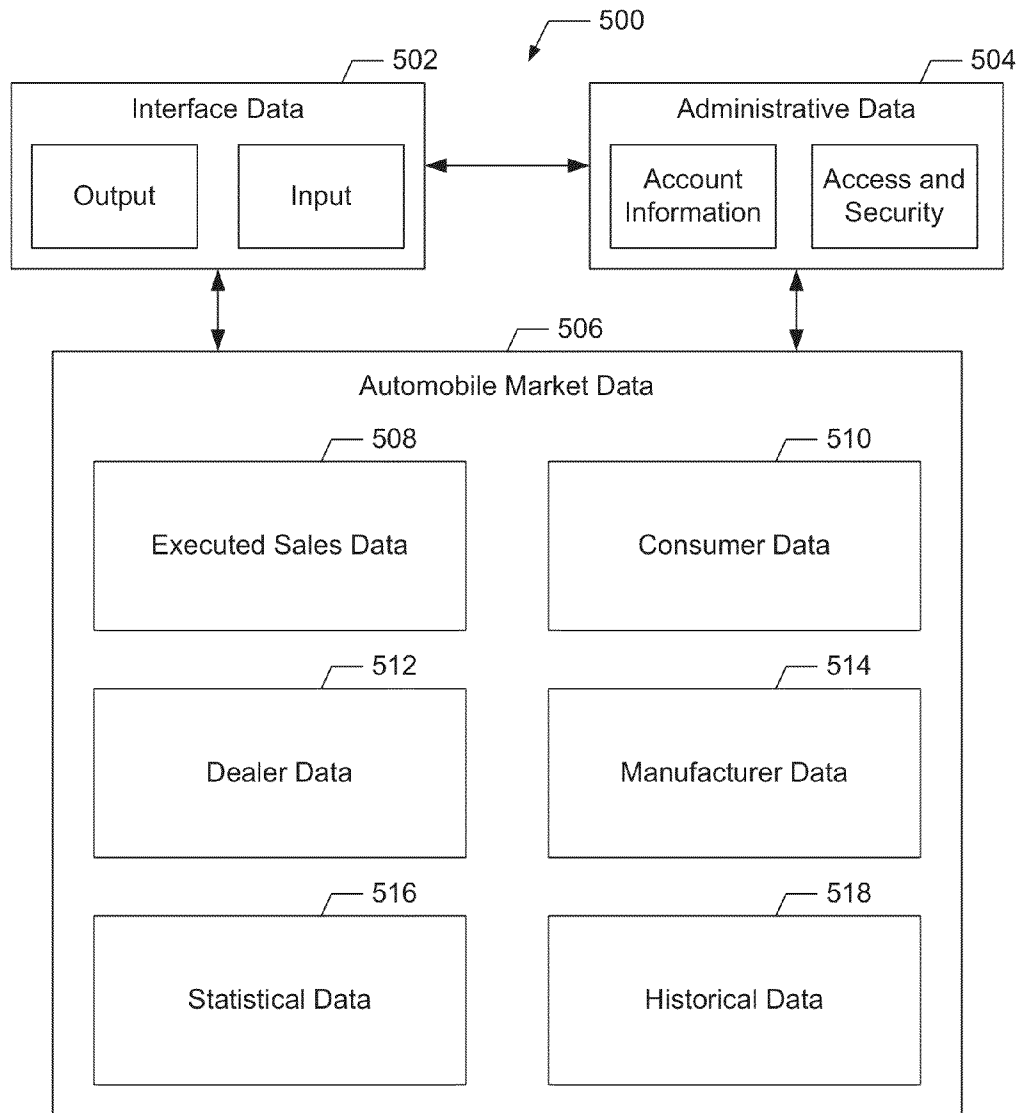 500
502
504
Interface Data
Output
Input
Administrative Data
Account
Information
Access and
Security
506
Automobile Market Data
508
510
Executed Sales Data
Consumer Data
512
514
Dealer Data
Manufacturer Data
516
518
Statistical Data
Historical Data